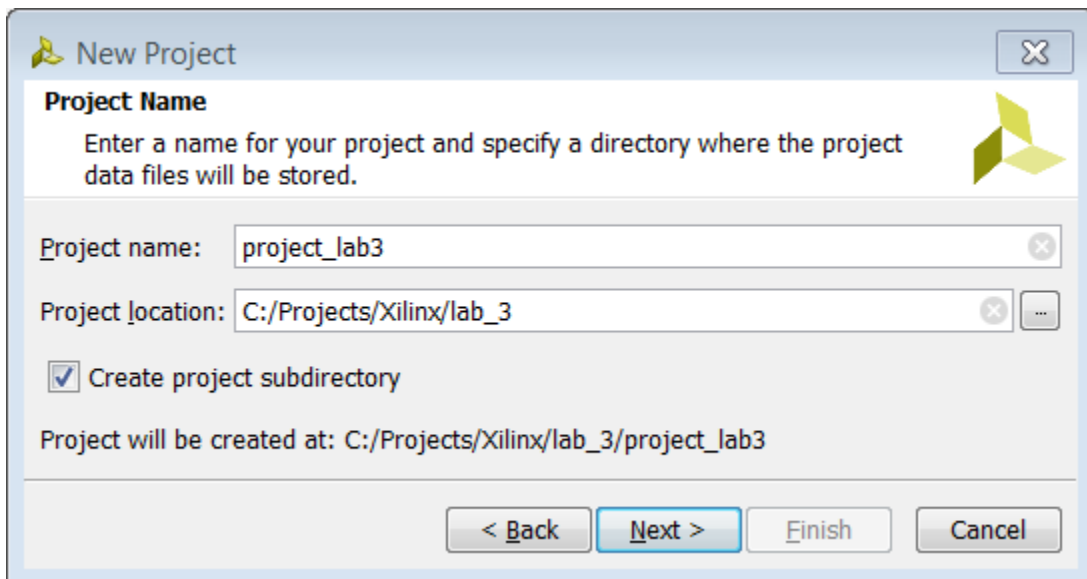 New Project
Project Name
Enter a name for your project and specify a directory where the project
data files will be stored.
Project name: project_lab3
Project location: C:/Projects/Xilinx/lab_3 ...
Create project subdirectory
Project will be created at: C:/Projects/Xilinx/lab_3/project_lab3
< Back Next > Finish Cancel